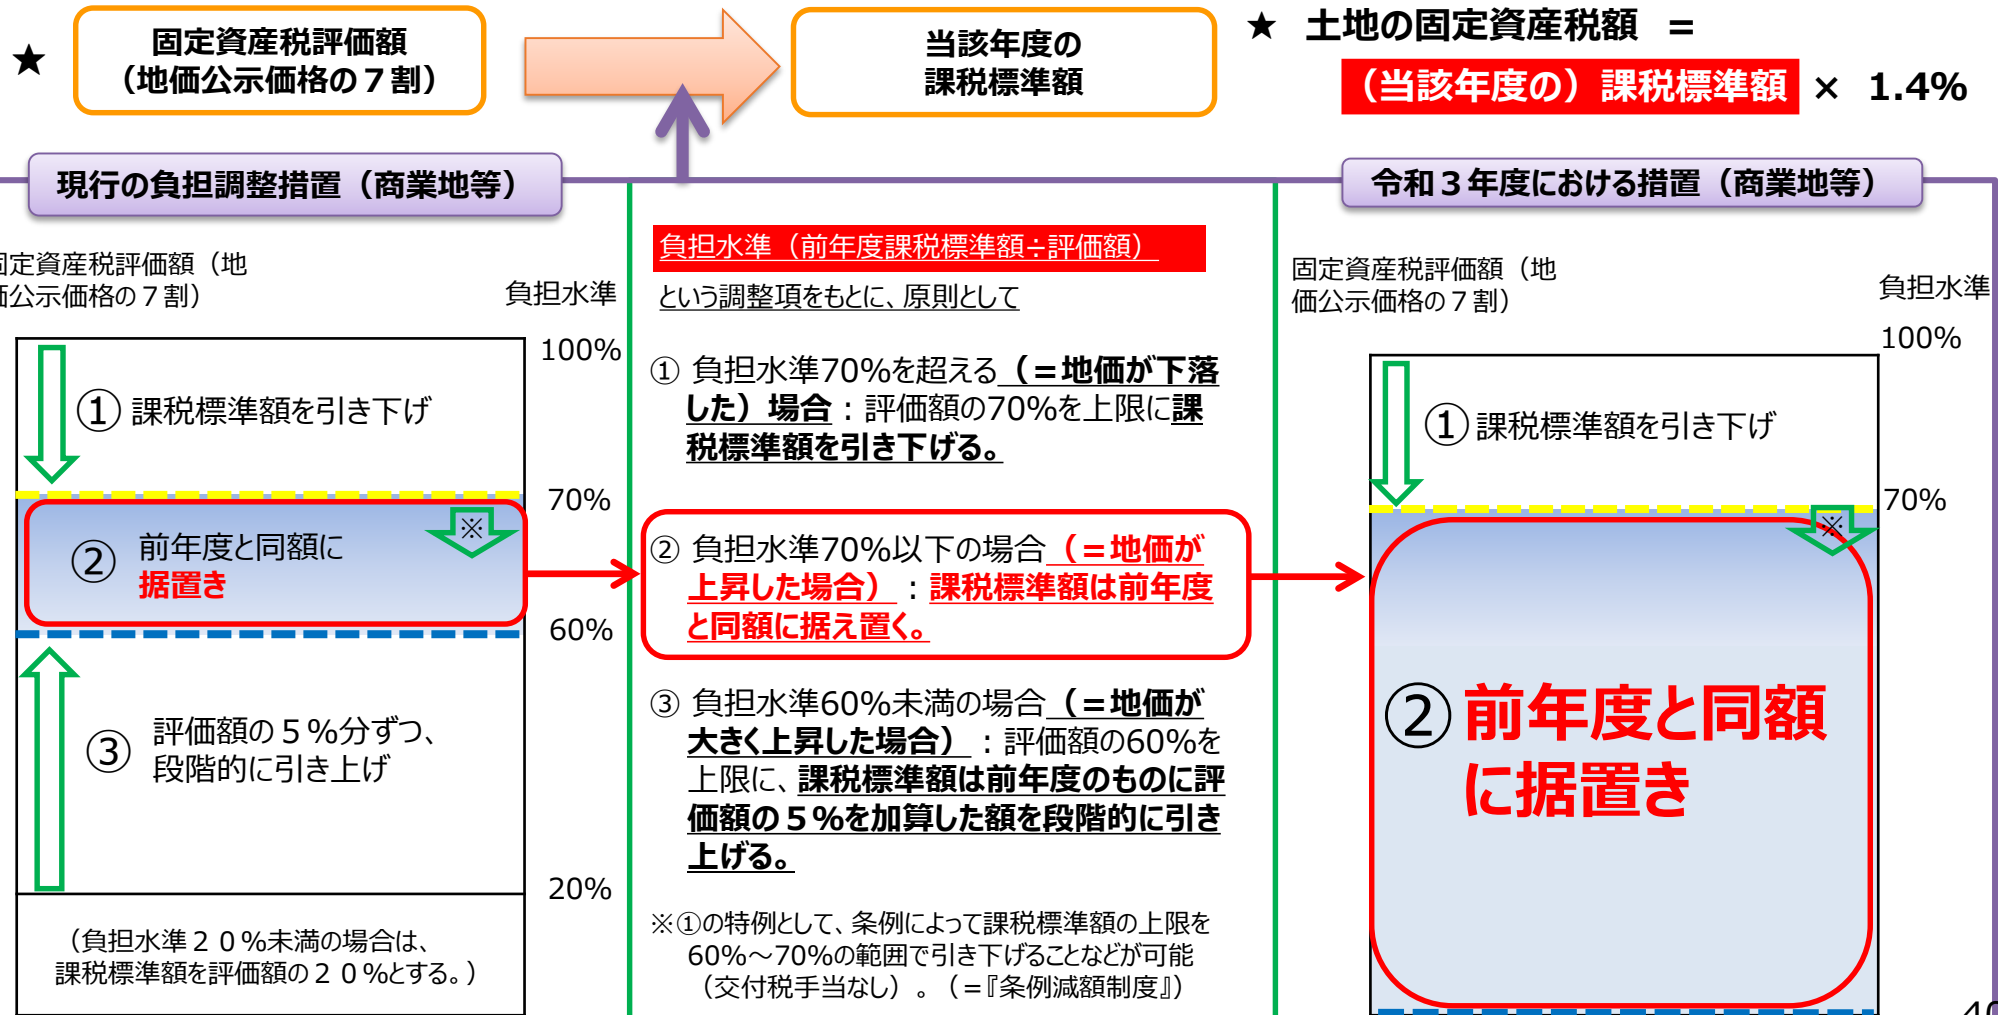 ★
固定資産税評価額
（地価公示価格の７割）
当該年度の
課税標準額
★ 土地の固定資産税額 ＝
（当該年度の）課税標準額 × 1.4%
現行の負担調整措置（商業地等）
固定資産税評価額（地
価公示価格の７割）
負担水準
100%
① 課税標準額を引き下げ
70%
※
② 前年度と同額に
据置き
60%
③ 評価額の５％分ずつ、
段階的に引き上げ
20%
（負担水準２０％未満の場合は、
課税標準額を評価額の２０％とする。）
負担水準（前年度課税標準額÷評価額）
という調整項をもとに、原則として
① 負担水準70％を超える（＝地価が下落
した）場合：評価額の70％を上限に課
税標準額を引き下げる。
② 負担水準70％以下の場合（＝地価が
上昇した場合）：課税標準額は前年度
と同額に据え置く。
③ 負担水準60％未満の場合（＝地価が
大きく上昇した場合）：評価額の60％を
上限に、課税標準額は前年度のものに評
価額の５％を加算した額を段階的に引き
上げる。
※①の特例として、条例によって課税標準額の上限を
60％～70％の範囲で引き下げることなどが可能
（交付税手当なし）。（＝『条例減額制度』）
令和３年度における措置（商業地等）
固定資産税評価額（地
価公示価格の７割）
負担水準
100%
① 課税標準額を引き下げ
70%
※
② 前年度と同額
に据置き